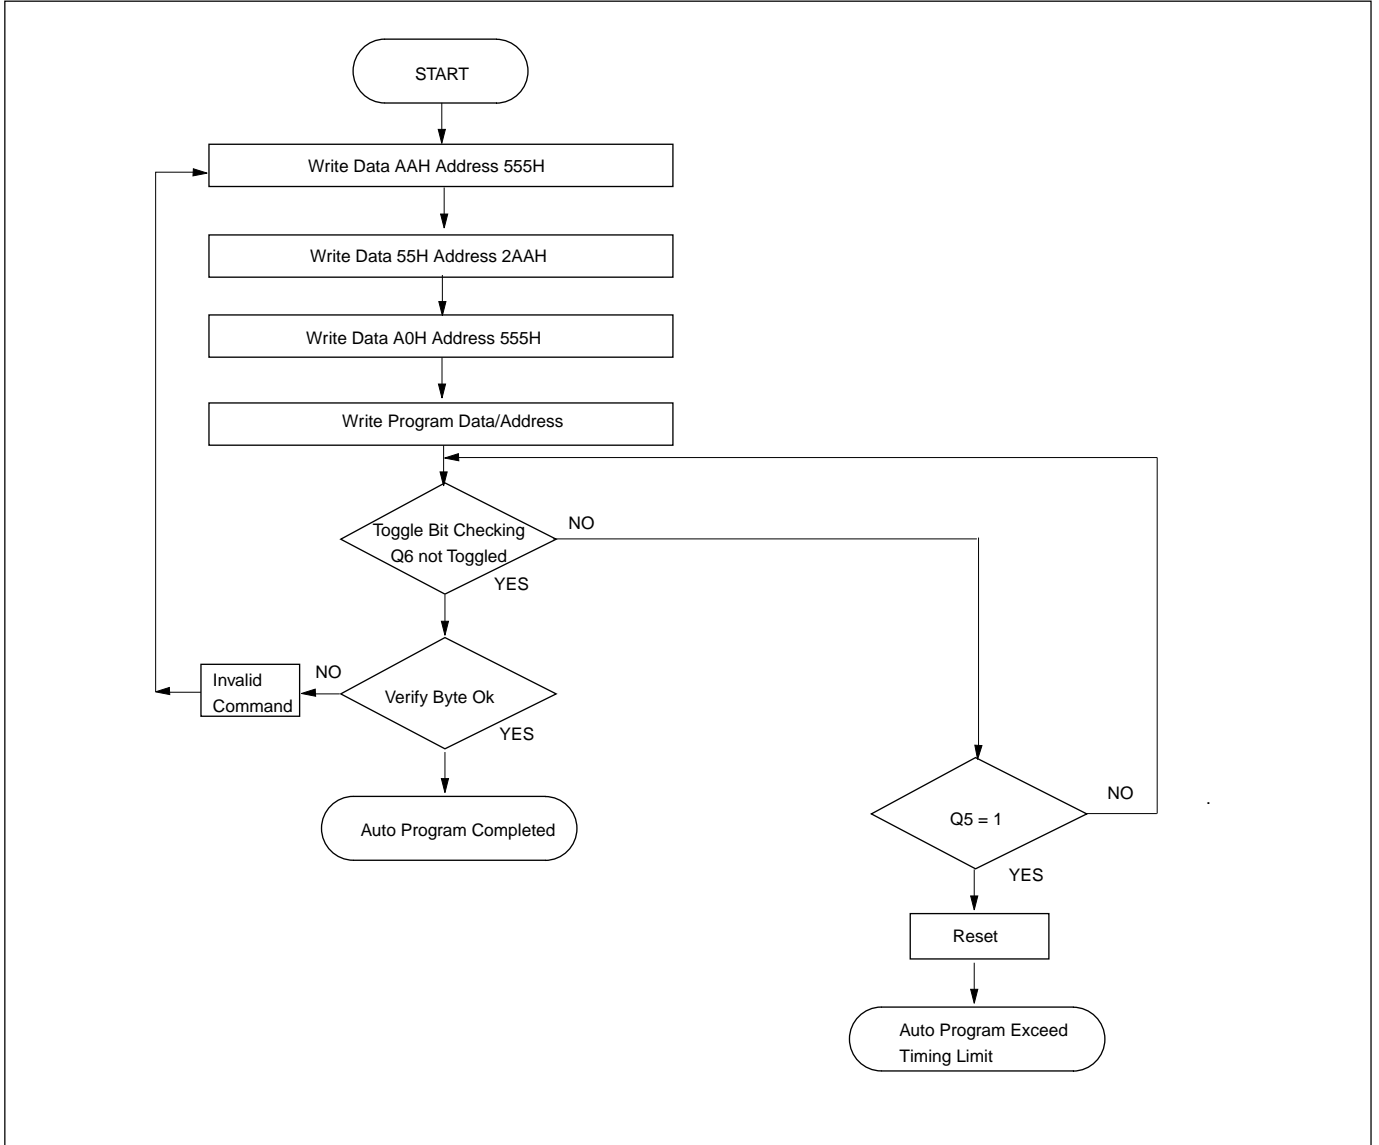 START
Write Data AAH Address 555H
Write Data 55H Address 2AAH
Write Data A0H Address 555H
Write Program Data/Address
Toggle Bit Checking
Q6 not Toggled
NO
YES
Invalid
Command
NO
Verify Byte Ok
YES
Auto Program Completed
Q5 = 1
NO
.
YES
Reset
Auto Program Exceed
Timing Limit